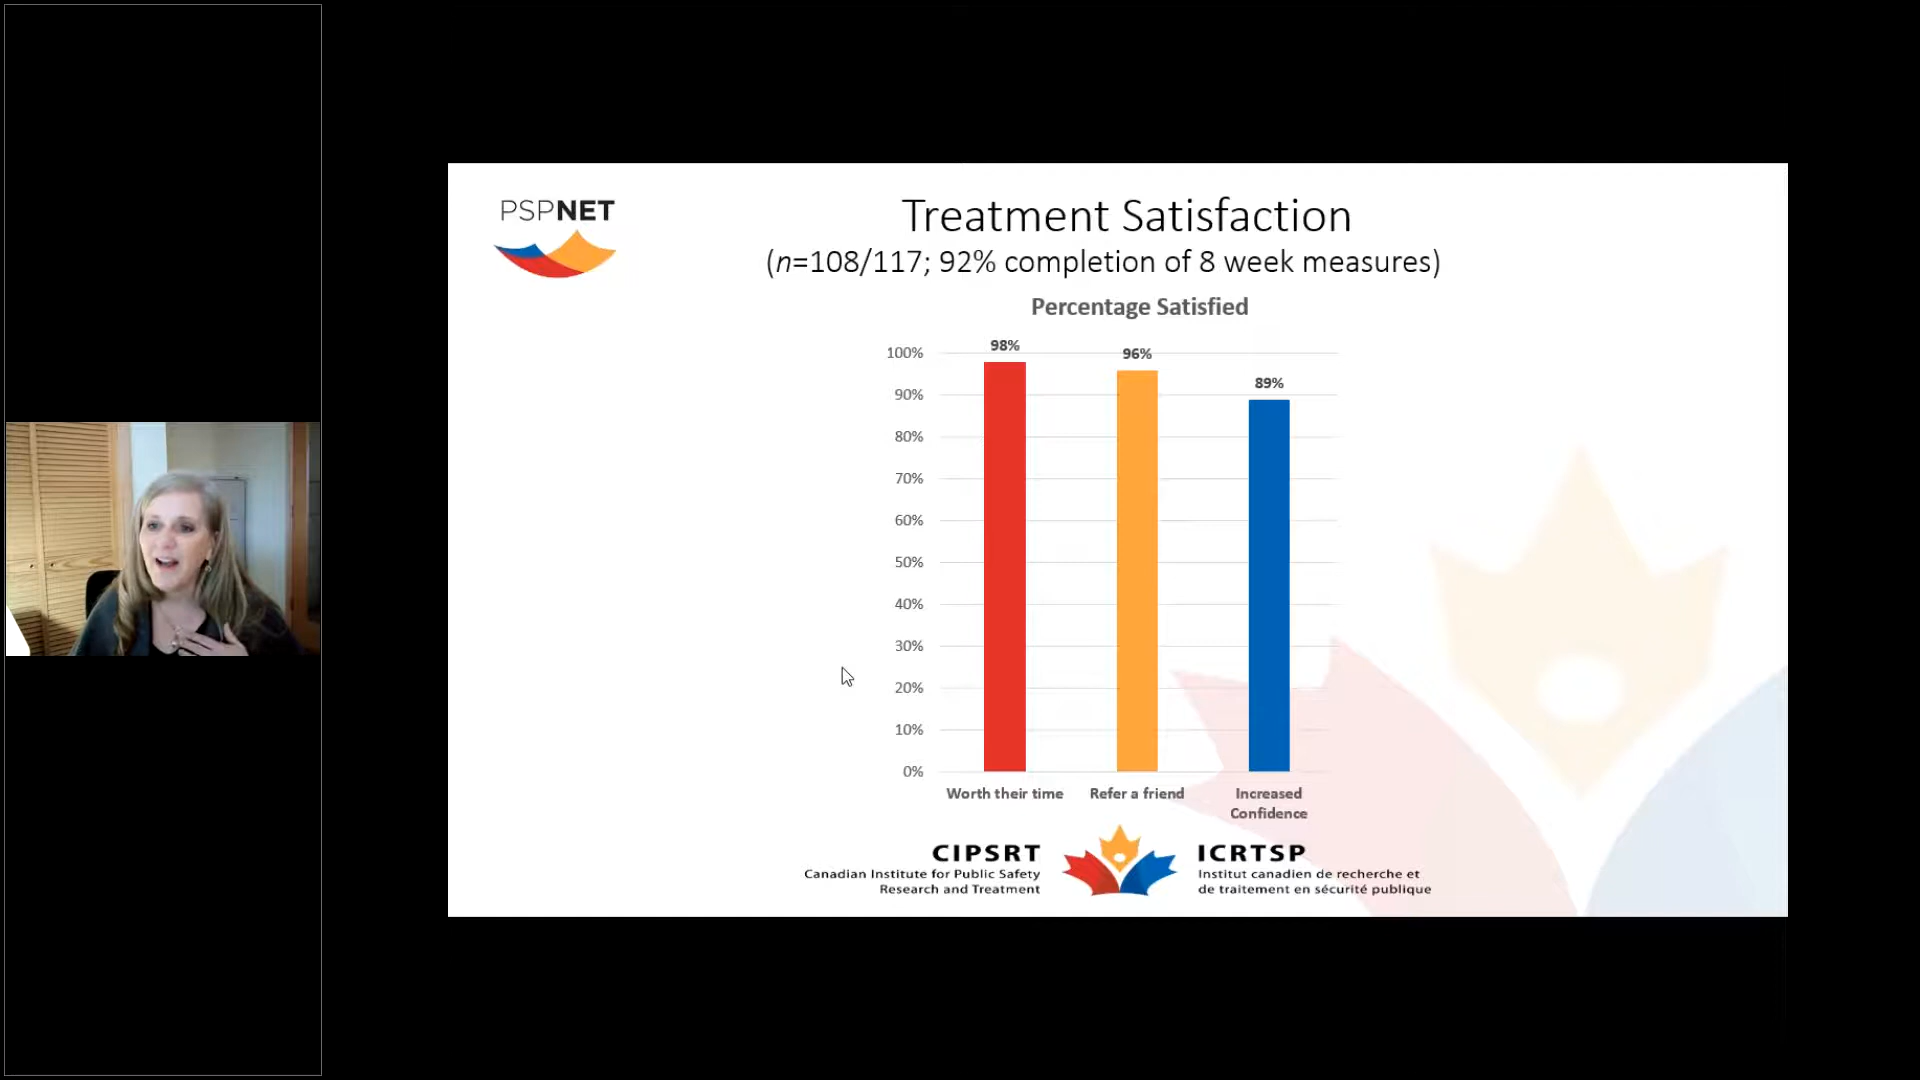 PSPNET
Treatment Satisfaction
(n=108/117; 92% completion of 8 week measures)
Percentage Satisfied
100%
90%
80%
70%
60%
50%
40%
30%
20%
10%
0%
98%
96%
89%
Worth their time
Refer a friend
Increased
Confidence
CIPSRT
Canadian Institute for Public Safety
Research and Treatment
ICRTSP
Institut canadien de recherche et
de traitement en sécurité publique